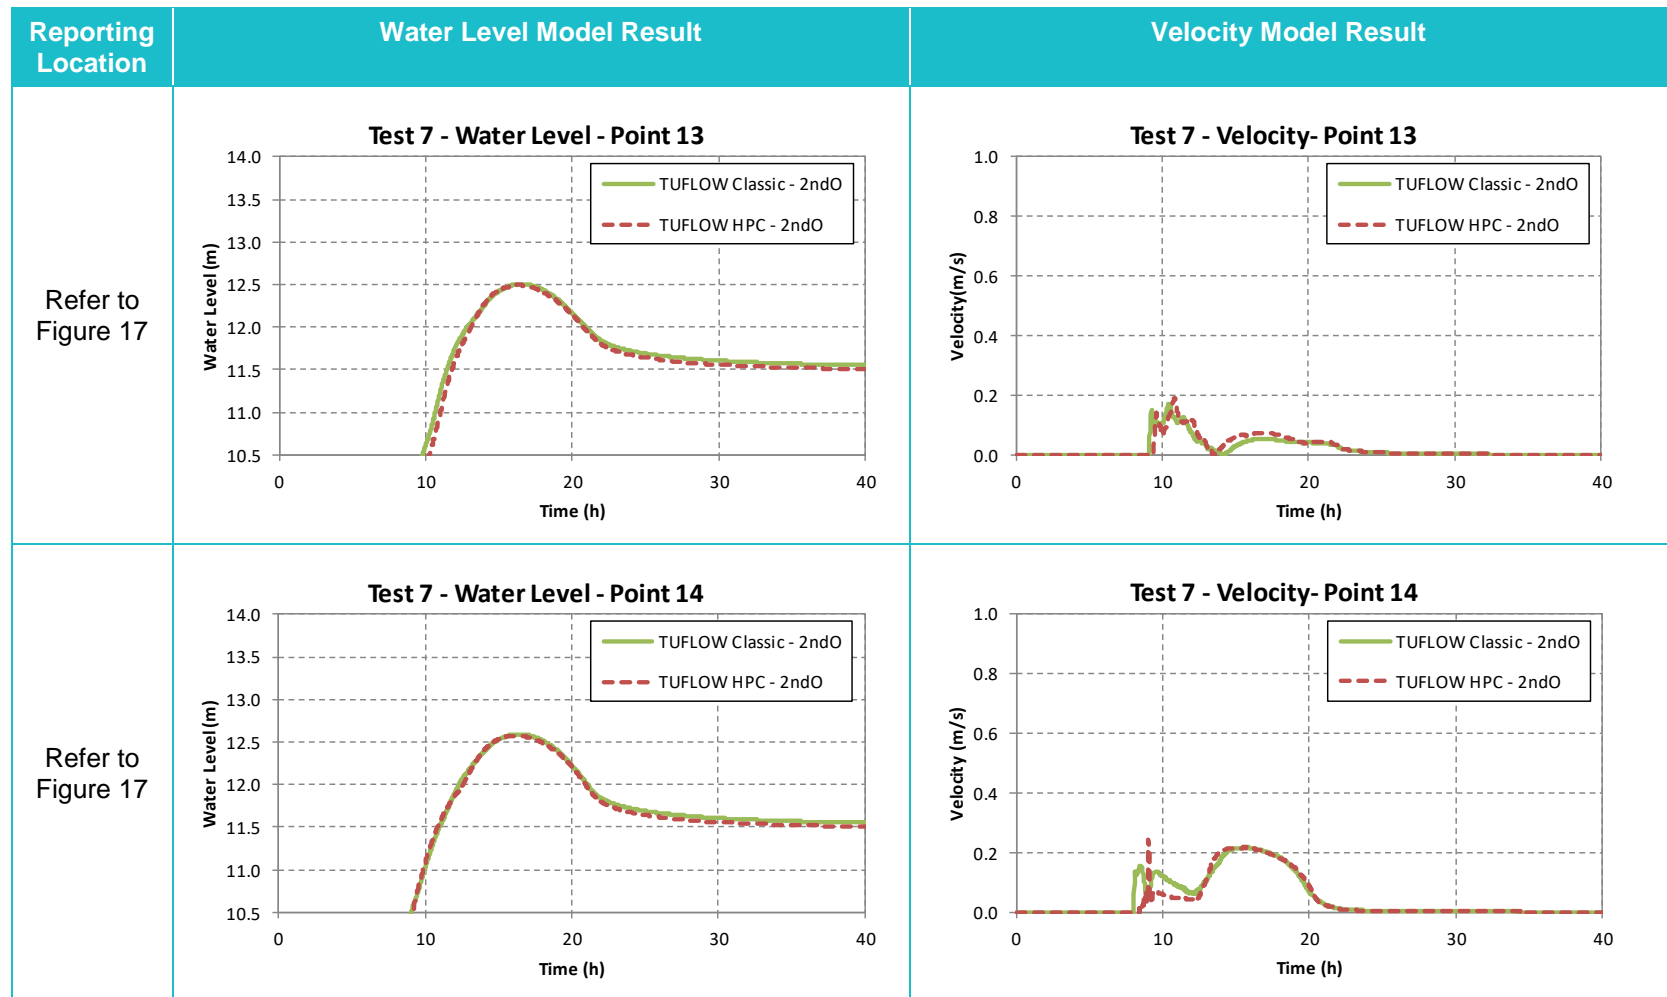 Reporting
Location
Water Level Model Result
Velocity Model Result
Refer to
Figure 17
Test 7 - Water Level - Point 13
14.0
13.5
13.0
12.5
12.0
11.5
11.0
10.5
0
10
20
30
40
Water Level (m)
Time (h)
TUFLOW Classic - 2ndO
TUFLOW HPC - 2ndO
Test 7 - Velocity- Point 13
1.0
0.8
0.6
0.4
0.2
0.0
0
10
20
30
40
Velocity(m/s)
Time (h)
TUFLOW Classic - 2ndO
TUFLOW HPC - 2ndO
Refer to
Figure 17
Test 7 - Water Level - Point 14
14.0
13.5
13.0
12.5
12.0
11.5
11.0
10.5
0
10
20
30
40
Water Level (m)
Time (h)
TUFLOW Classic - 2ndO
TUFLOW HPC - 2ndO
Test 7 - Velocity- Point 14
1.0
0.8
0.6
0.4
0.2
0.0
0
10
20
30
40
Velocity (m/s)
Time (h)
TUFLOW Classic - 2ndO
TUFLOW HPC - 2ndO